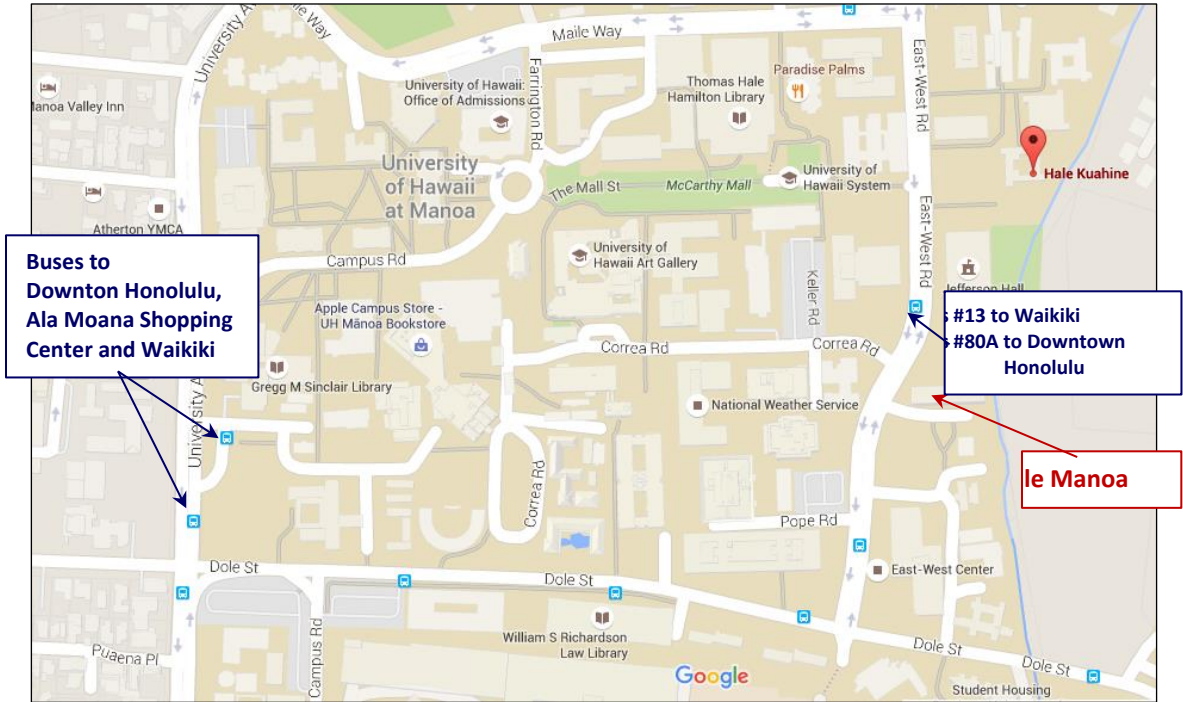 University A
ile Way
Maile Way
University Av
Farrington Rd
East-West Rd
Paradise Palms
University of Hawaii:
Office of Admissions
Thomas Hale
Hamilton Library
Manoa Valley Inn
University
of Hawaii
at Manoa
The Mall St
McCarthy Mall
University of
Hawaii System
Hale Kuahine
Atherton YMCA
East-West Rd
Buses to
Downton Honolulu,
Ala Moana Shopping
Center and Waikiki
Campus Rd
University of
Hawaii Art Gallery
Keller Rd
Jefferson Hall
#13 to Waikiki
#80A to Downtown
Honolulu
Apple Campus Store -
UH Mānoa Bookstore
Correa Rd
Correa Rd
Gregg M Sinclair Library
National Weather Service
University A
le Manoa
Correa Rd
Pope Rd
Dole St
Dole St
East-West Center
William S Richardson
Law Library
Dole St
Dole St
Puaena Pl
Campus Rd
Google
Student Housing